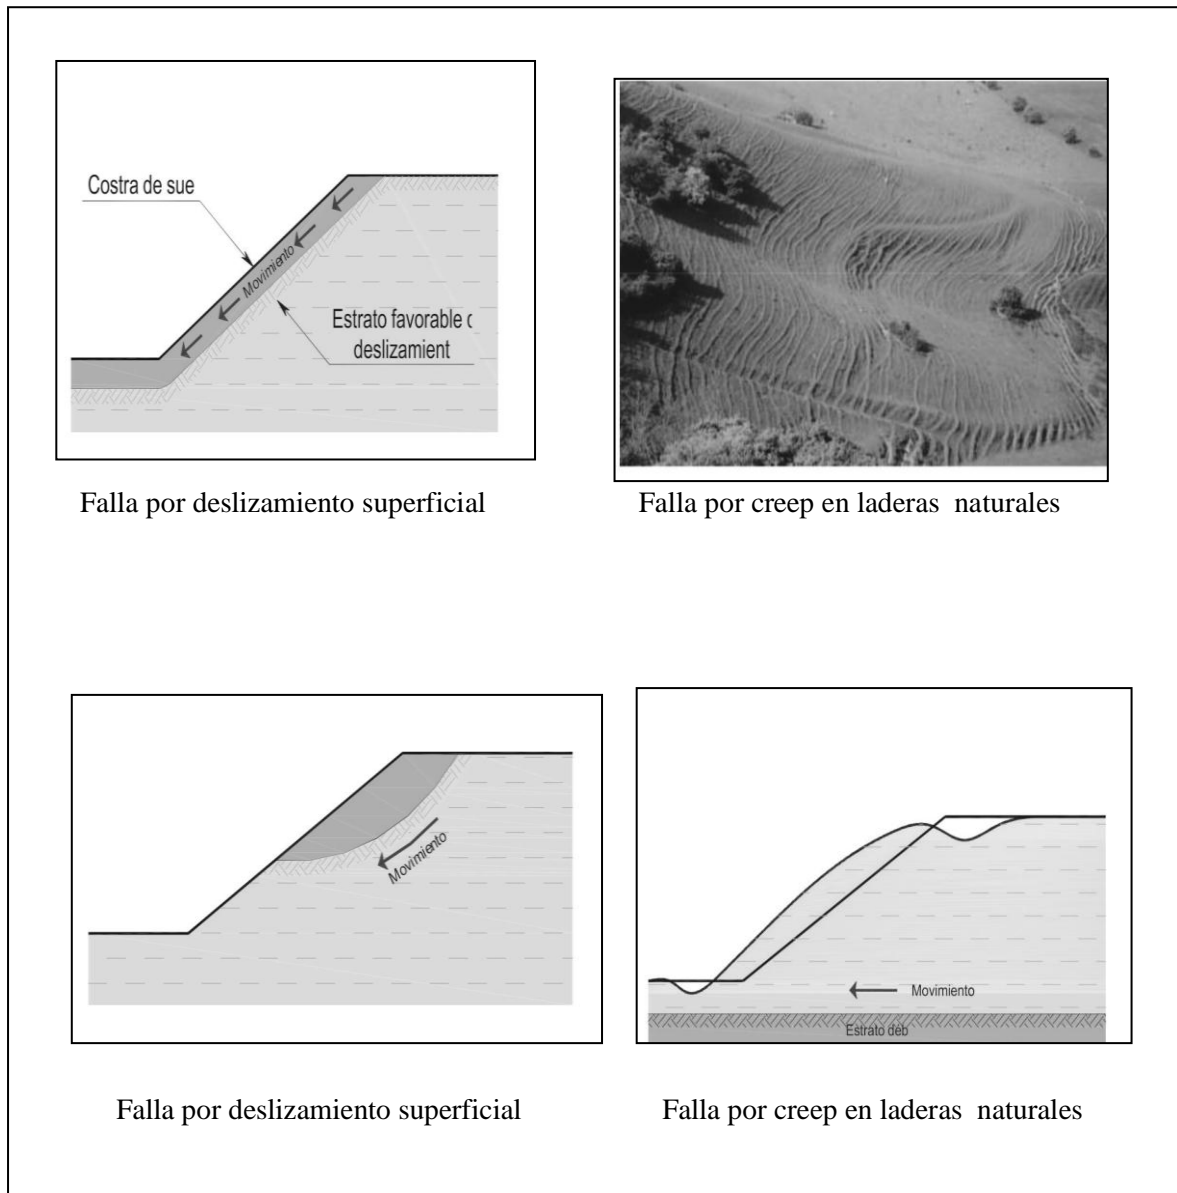 Costra de sue
Movimiento
Estrato favorable c
deslizamient
Falla por deslizamiento superficial
Falla por creep en laderas naturales
Movimiento
Movimiento
Estrato déb
Falla por deslizamiento superficial
Falla por creep en laderas naturales